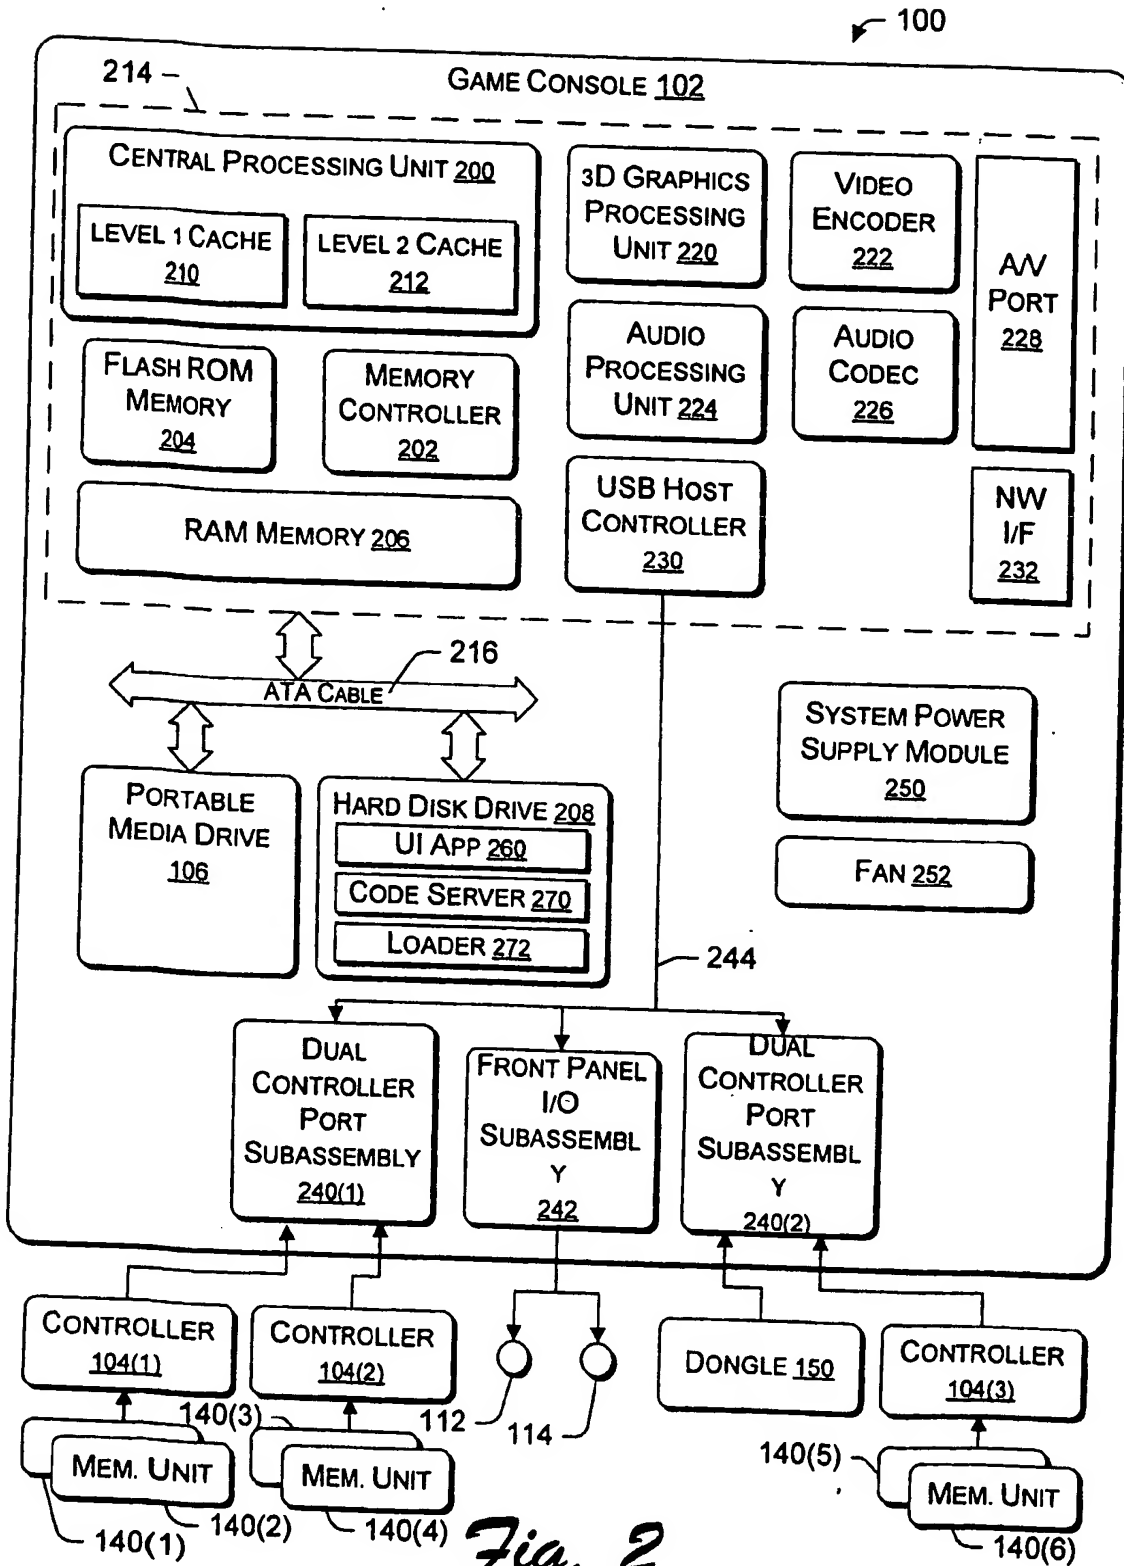 100
GAME CONSOLE 102
214
CENTRAL PROCESSING UNIT 200
LEVEL 1 CACHE
210
LEVEL 2 CACHE
212
3D GRAPHICS
PROCESSING
UNIT 220
VIDEO
ENCODER
222
A/V
PORT
228
FLASH ROM
MEMORY
204
MEMORY
CONTROLLER
202
AUDIO
PROCESSING
UNIT 224
AUDIO
CODEC
226
RAM MEMORY 206
USB HOST
CONTROLLER
230
NW
I/F
232
216
ATA CABLE
SYSTEM POWER
SUPPLY MODULE
250
PORTABLE
MEDIA DRIVE
106
HARD DISK DRIVE 208
UI APP 260
CODE SERVER 270
LOADER 272
FAN 252
244
DUAL
CONTROLLER
PORT
SUBASSEMBLY
240(1)
FRONT PANEL
I/O
SUBASSEMBL
Y
242
DUAL
CONTROLLER
PORT
SUBASSEMBL
Y
240(2)
CONTROLLER
104(1)
CONTROLLER
104(2)
112
114
DONGLE 150
CONTROLLER
104(3)
140(3)
140(5)
MEM. UNIT
MEM. UNIT
MEM. UNIT
140(1)
140(2)
140(4)
140(6)
Fig. 2